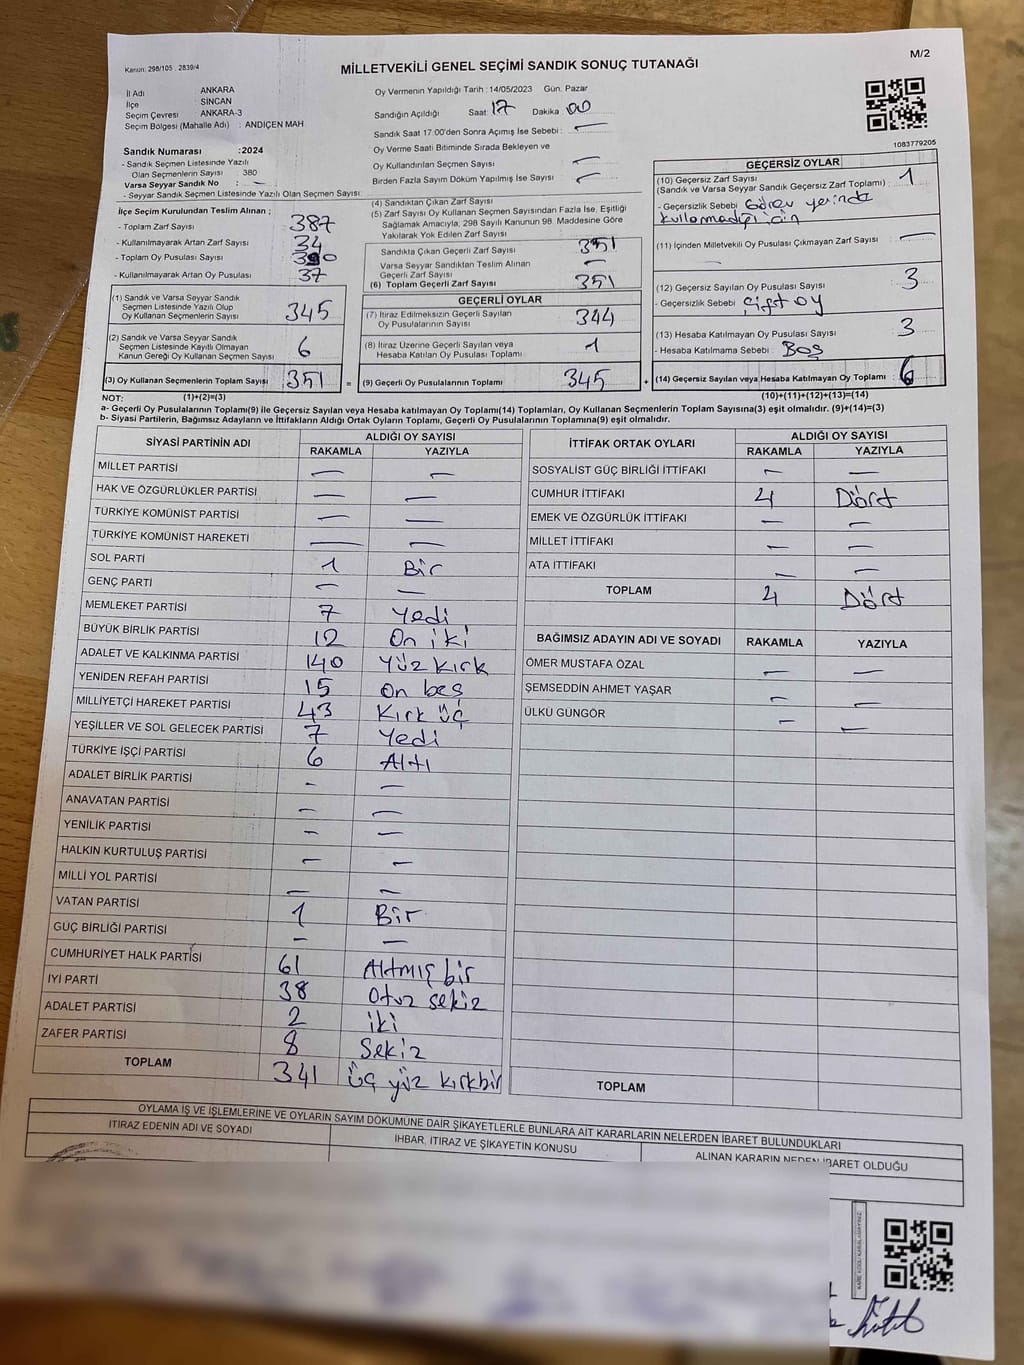 Kanun: 298/105 2839/4
MİLLETVEKİLİ GENEL SEÇİMİ SANDIK SONUÇ TUTANAĞI
M/2
İl Adı ANKARA
İlçe SİNCAN
Seçim Çevresi ANKARA-3
Seçim Bölgesi (Mahalle Adı) : ANDİÇEN MAH
Oy Vermenin Yapıldığı Tarih : 14/05/2023 Gün. Pazar
Sandığın Açıldığı Saat 17 Dakika 00
Sandık Saat 17:00'den Sonra Açımış İse Sebebi : —
Oy Verme Saati Bitiminde Sırada Bekleyen ve
Oy Kullandırılan Seçmen Sayısı —
Birden Fazla Sayım Döküm Yapılmış İse Sayısı —
1083779205
Sandık Numarası :2024
- Sandık Seçmen Listesinde Yazılı
Olan Seçmenlerin Sayısı 380
Varsa Seyyar Sandık No : —
- Seyyar Sandık Seçmen Listesinde Yazılı Olan Seçmen Sayısı:
İlçe Seçim Kurulundan Teslim Alınan ;
- Toplam Zarf Sayısı 387
- Kullanılmayarak Artan Zarf Sayısı 34
- Toplam Oy Pusulası Sayısı
- Kullanılmayarak Artan Oy Pusulası 37
(1) Sandık ve Varsa Seyyar Sandık
Seçmen Listesinde Yazılı Olup
Oy Kullanan Seçmenlerin Sayısı 345
(2) Sandık ve Varsa Seyyar Sandık
Seçmen Listesinde Kayıtlı Olmayan
Kanun Gereği Oy Kullanan Seçmen Sayısı 6
(3) Oy Kullanan Seçmenlerin Toplam Sayısı 351 =
(4) Sandıktan Çıkan Zarf Sayısı
(5) Zarf Sayısı Oy Kullanan Seçmen Sayısından Fazla İse, Eşitliği
Sağlamak Amacıyla; 298 Sayılı Kanunun 98. Maddesine Göre
Yakılarak Yok Edilen Zarf Sayısı
Sandıkta Çıkan Geçerli Zarf Sayısı 351
Varsa Seyyar Sandıktan Teslim Alınan
Geçerli Zarf Sayısı —
(6) Toplam Geçerli Zarf Sayısı 351
GEÇERLİ OYLAR
(7) İtiraz Edilmeksizin Geçerli Sayılan
Oy Pusulalarının Sayısı 344
(8) İtiraz Üzerine Geçerli Sayılan veya
Hesaba Katılan Oy Pusulası Toplamı 1
(9) Geçerli Oy Pusulalarının Toplamı 345 +
GEÇERSİZ OYLAR
(10) Geçersiz Zarf Sayısı
(Sandık ve Varsa Seyyar Sandık Geçersiz Zarf Toplamı) : 1
- Geçersizlik Sebebi Görev yerinde
kullanmadığı için
(11) İçinden Milletvekili Oy Pusulası Çıkmayan Zarf Sayısı —
—
(12) Geçersiz Sayılan Oy Pusulası Sayısı 3
- Geçersizlik Sebebi Çift oy
(13) Hesaba Katılmayan Oy Pusulası Sayısı 3
- Hesaba Katılmama Sebebi : Boş
(14) Geçersiz Sayılan veya Hesaba Katılmayan Oy Toplamı : 6
NOT: (1)+(2)=(3) (10)+(11)+(12)+(13)=(14)
a- Geçerli Oy Pusulalarının Toplamı(9) ile Geçersiz Sayılan veya Hesaba katılmayan Oy Toplamı(14) Toplamları, Oy Kullanan Seçmenlerin Toplam Sayısına(3) eşit olmalıdır. (9)+(14)=(3)
b- Siyasi Partilerin, Bağımsız Adayların ve İttifakların Aldığı Ortak Oyların Toplamı, Geçerli Oy Pusulalarının Toplamına(9) eşit olmalıdır.
SİYASİ PARTİNİN ADI ALDIĞI OY SAYISI
RAKAMLA YAZIYLA
MİLLET PARTİSİ — —
HAK VE ÖZGÜRLÜKLER PARTİSİ — —
TÜRKİYE KOMÜNİST PARTİSİ — —
TÜRKİYE KOMÜNİST HAREKETİ — —
SOL PARTİ 1 Bir
GENÇ PARTİ — —
MEMLEKET PARTİSİ 7 Yedi
BÜYÜK BİRLİK PARTİSİ 12 On iki
ADALET VE KALKINMA PARTİSİ 140 Yüz kırk
YENİDEN REFAH PARTİSİ 15 On beş
MİLLİYETÇİ HAREKET PARTİSİ 43 Kırk üç
YEŞİLLER VE SOL GELECEK PARTİSİ 7 Yedi
TÜRKİYE İŞÇİ PARTİSİ 6 Altı
ADALET BİRLİK PARTİSİ - —
ANAVATAN PARTİSİ — —
YENİLİK PARTİSİ — —
HALKIN KURTULUŞ PARTİSİ — —
MİLLİ YOL PARTİSİ — —
VATAN PARTİSİ 1 Bir
GÜÇ BİRLİĞİ PARTİSİ — —
CUMHURİYET HALK PARTİSİ 61 Altmış bir
İYİ PARTİ 38 Otuz sekiz
ADALET PARTİSİ 2 iki
ZAFER PARTİSİ 8 Sekiz
TOPLAM 341 üç yüz kırkbir
İTTİFAK ORTAK OYLARI ALDIĞI OY SAYISI
RAKAMLA YAZIYLA
SOSYALİST GÜÇ BİRLİĞİ İTTİFAKI — —
CUMHUR İTTİFAKI 4 Dört
EMEK VE ÖZGÜRLÜK İTTİFAKI — —
MİLLET İTTİFAKI — —
ATA İTTİFAKI — —
TOPLAM 4 Dört
BAĞIMSIZ ADAYIN ADI VE SOYADI RAKAMLA YAZIYLA
ÖMER MUSTAFA ÖZAL — —
ŞEMSEDDİN AHMET YAŞAR — —
ÜLKÜ GÜNGÖR — —
TOPLAM
OYLAMA İŞ VE İŞLEMLERİNE VE OYLARIN SAYIM DÖKÜMÜNE DAİR ŞİKAYETLERLE BUNLARA AİT KARARLARIN NELERDEN İBARET BULUNDUKLARI
İTİRAZ EDENİN ADI VE SOYADI İHBAR, İTİRAZ VE ŞİKAYETİN KONUSU ALINAN KARARIN NEDEN İBARET OLDUĞU